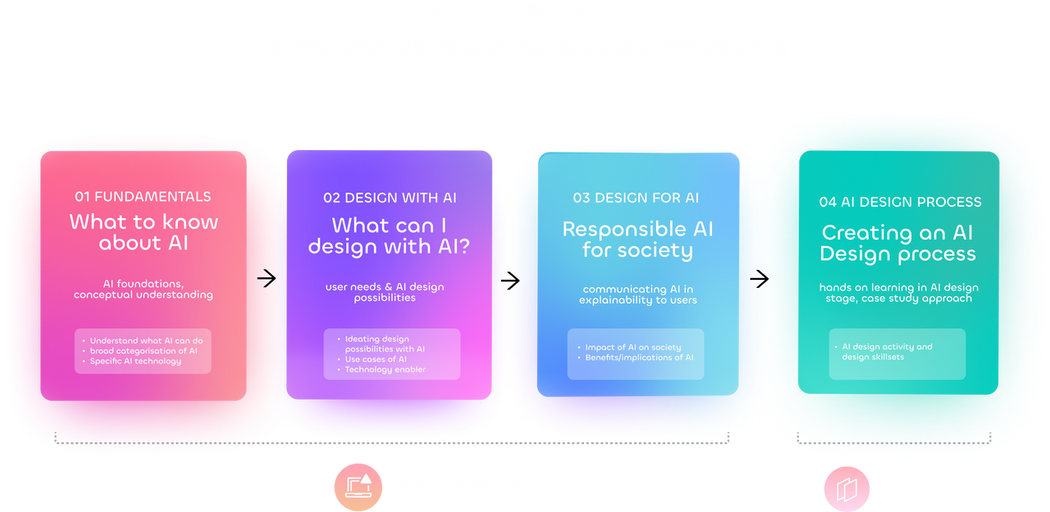 01 FUNDAMENTALS
What to know
about AI
AI foundations,
conceptual understanding
• Understand what AI can do
• broad categorisation of AI
• Specific AI technology
02 DESIGN WITH AI
What can I
design with AI?
user needs & AI design
possibilities
• Ideating design
possibilities with AI
• Use cases of AI
• Technology enabler
03 DESIGN FOR AI
Responsible AI
for society
communicating AI in
explainability to users
• Impact of AI on society
• Benefits/implications of AI
04 AI DESIGN PROCESS
Creating an AI
Design process
hands on learning in AI design
stage, case study approach
• AI design activity and
design skillsets